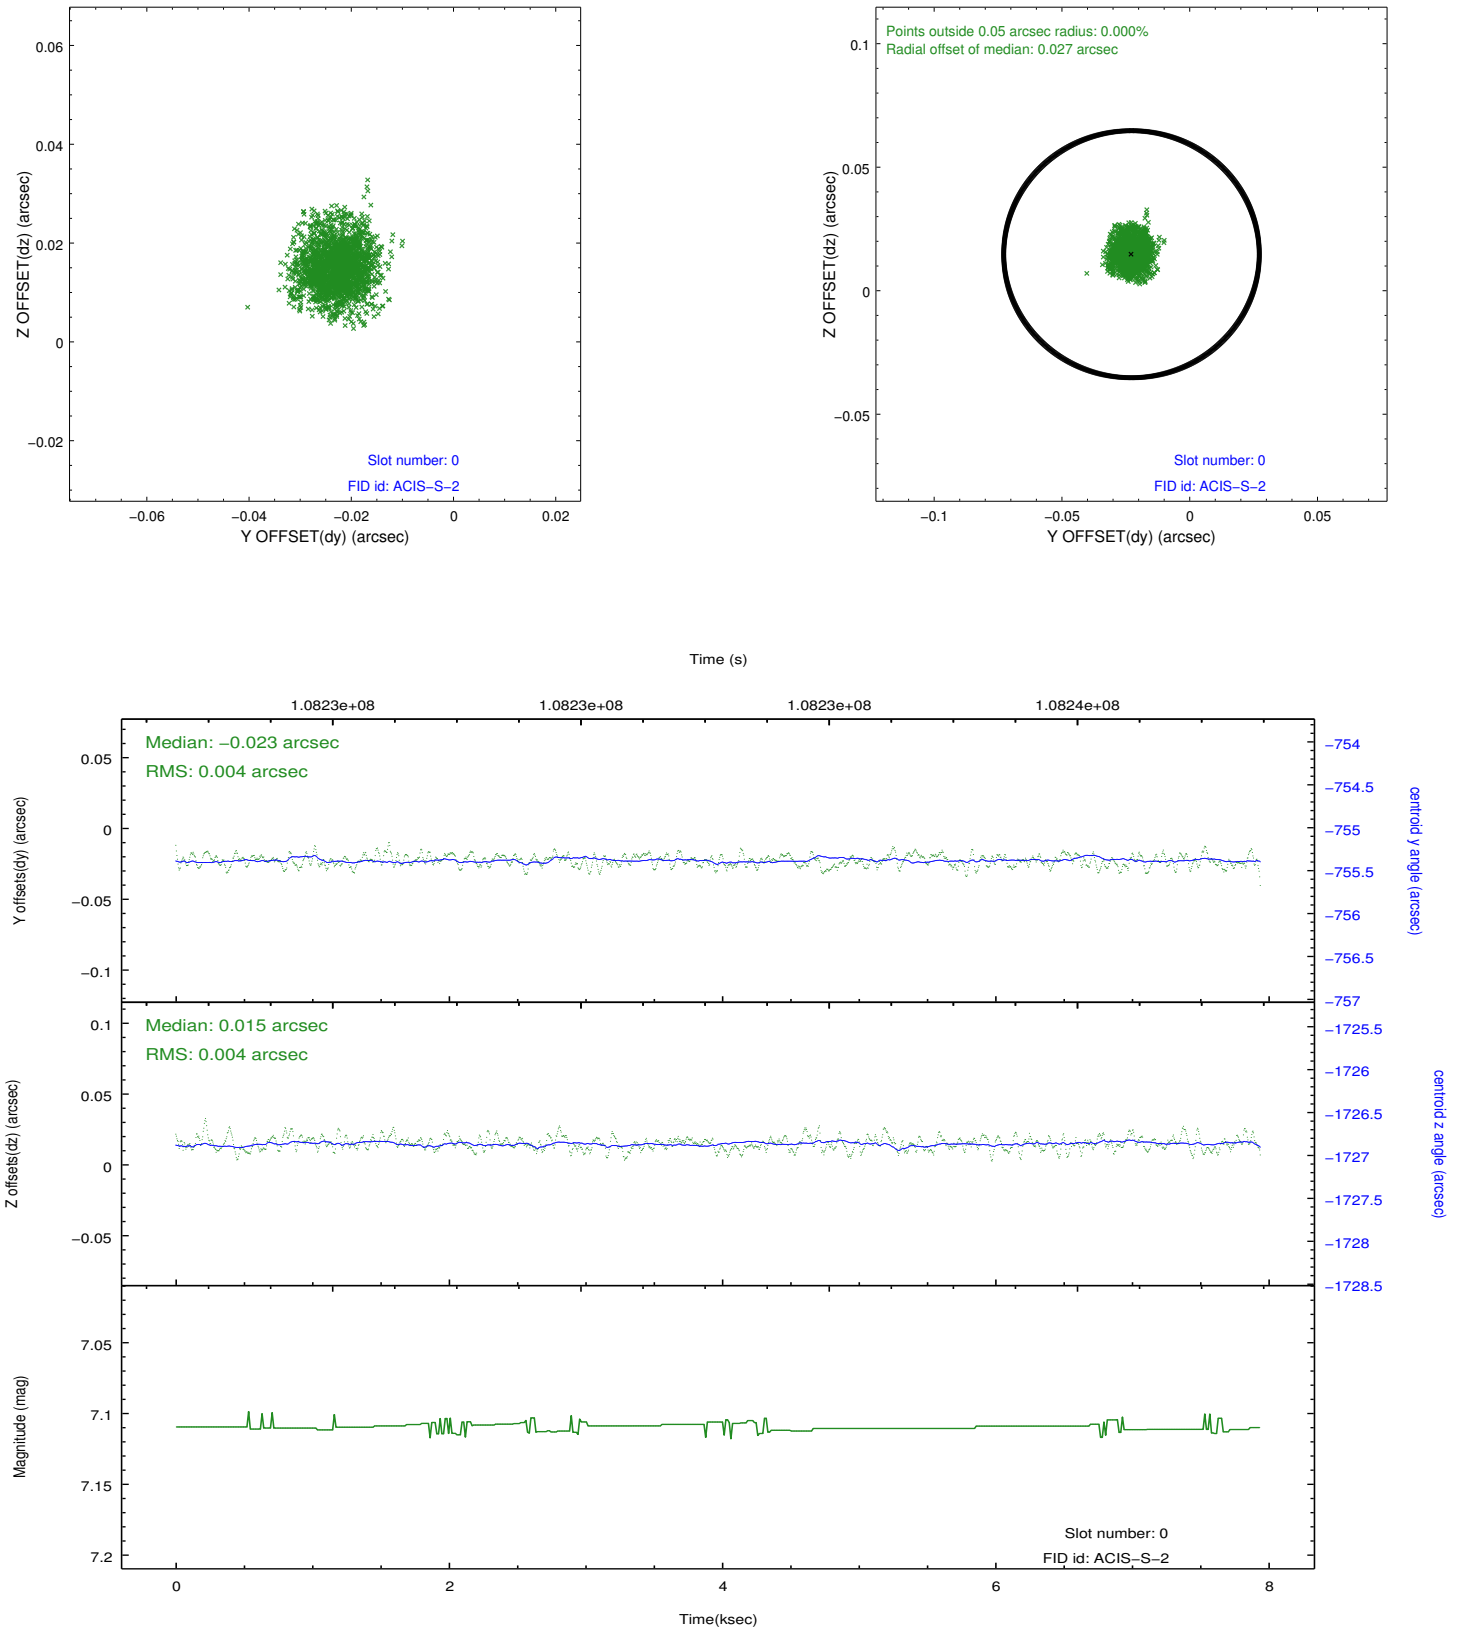 0.06
0.04
0.02
0
−0.02
Z OFFSET(dz) (arcsec)
Slot number: 0
FID id: ACIS−S−2
−0.06
−0.04
−0.02
0
0.02
Y OFFSET(dy) (arcsec)
Points outside 0.05 arcsec radius: 0.000%
Radial offset of median: 0.027 arcsec
0.1
0.05
0
−0.05
Z OFFSET(dz) (arcsec)
Slot number: 0
FID id: ACIS−S−2
−0.1
−0.05
0
0.05
Y OFFSET(dy) (arcsec)
Time (s)
1.0823e+08
1.0823e+08
1.0823e+08
1.0824e+08
Median: −0.023 arcsec
RMS: 0.004 arcsec
0.05
0
−0.05
−0.1
Y offsets(dy) (arcsec)
−754
−754.5
−755
−755.5
−756
−756.5
−757
centroid y angle (arcsec)
Median: 0.015 arcsec
RMS: 0.004 arcsec
0.1
0.05
0
−0.05
Z offsets(dz) (arcsec)
−1725.5
−1726
−1726.5
−1727
−1727.5
−1728
−1728.5
centroid z angle (arcsec)
7.05
7.1
7.15
7.2
Magnitude (mag)
Slot number: 0
FID id: ACIS−S−2
0
2
4
6
8
Time(ksec)